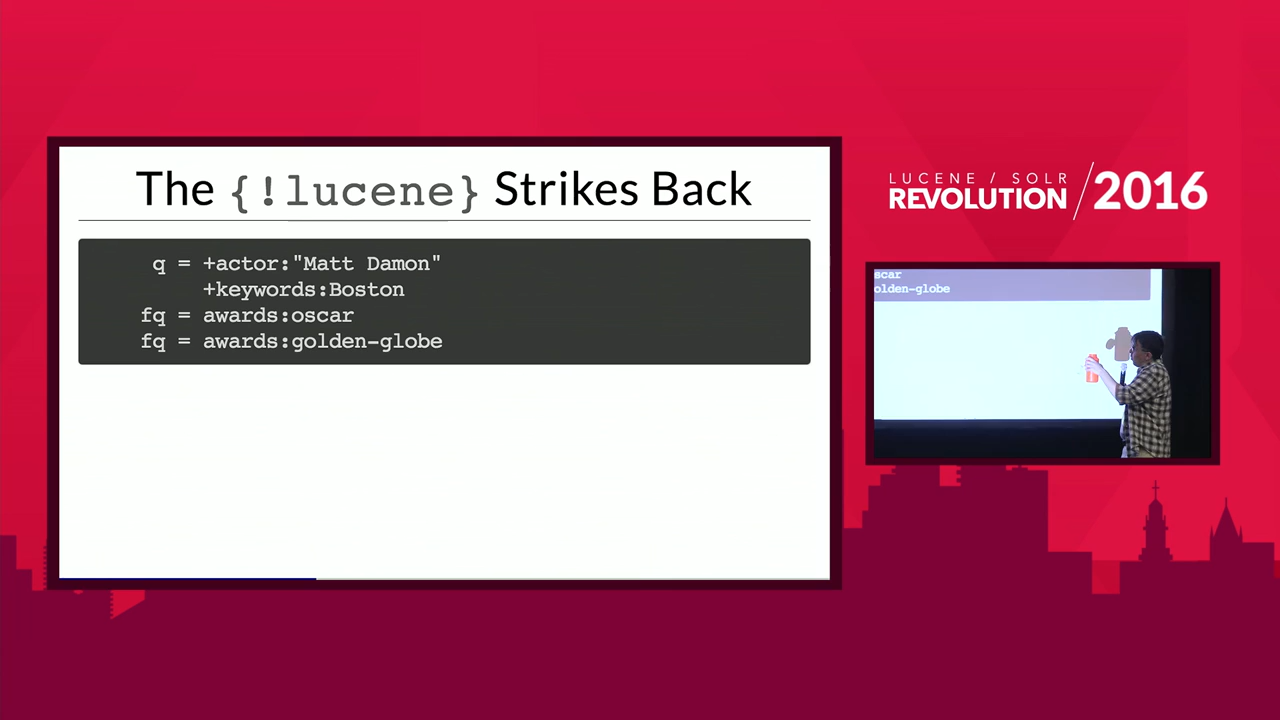 The {!lucene} Strikes Back
q = +actor:"Matt Damon"
+keywords:Boston
fq = awards:oscar
fq = awards:golden-globe
LUCENE / SOLR
REVOLUTION / 2016
oscar
olden-globe